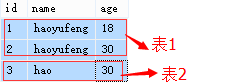 id name age
1 haoyufeng 18
2 haoyufeng 30
表1
3 hao 30
表2